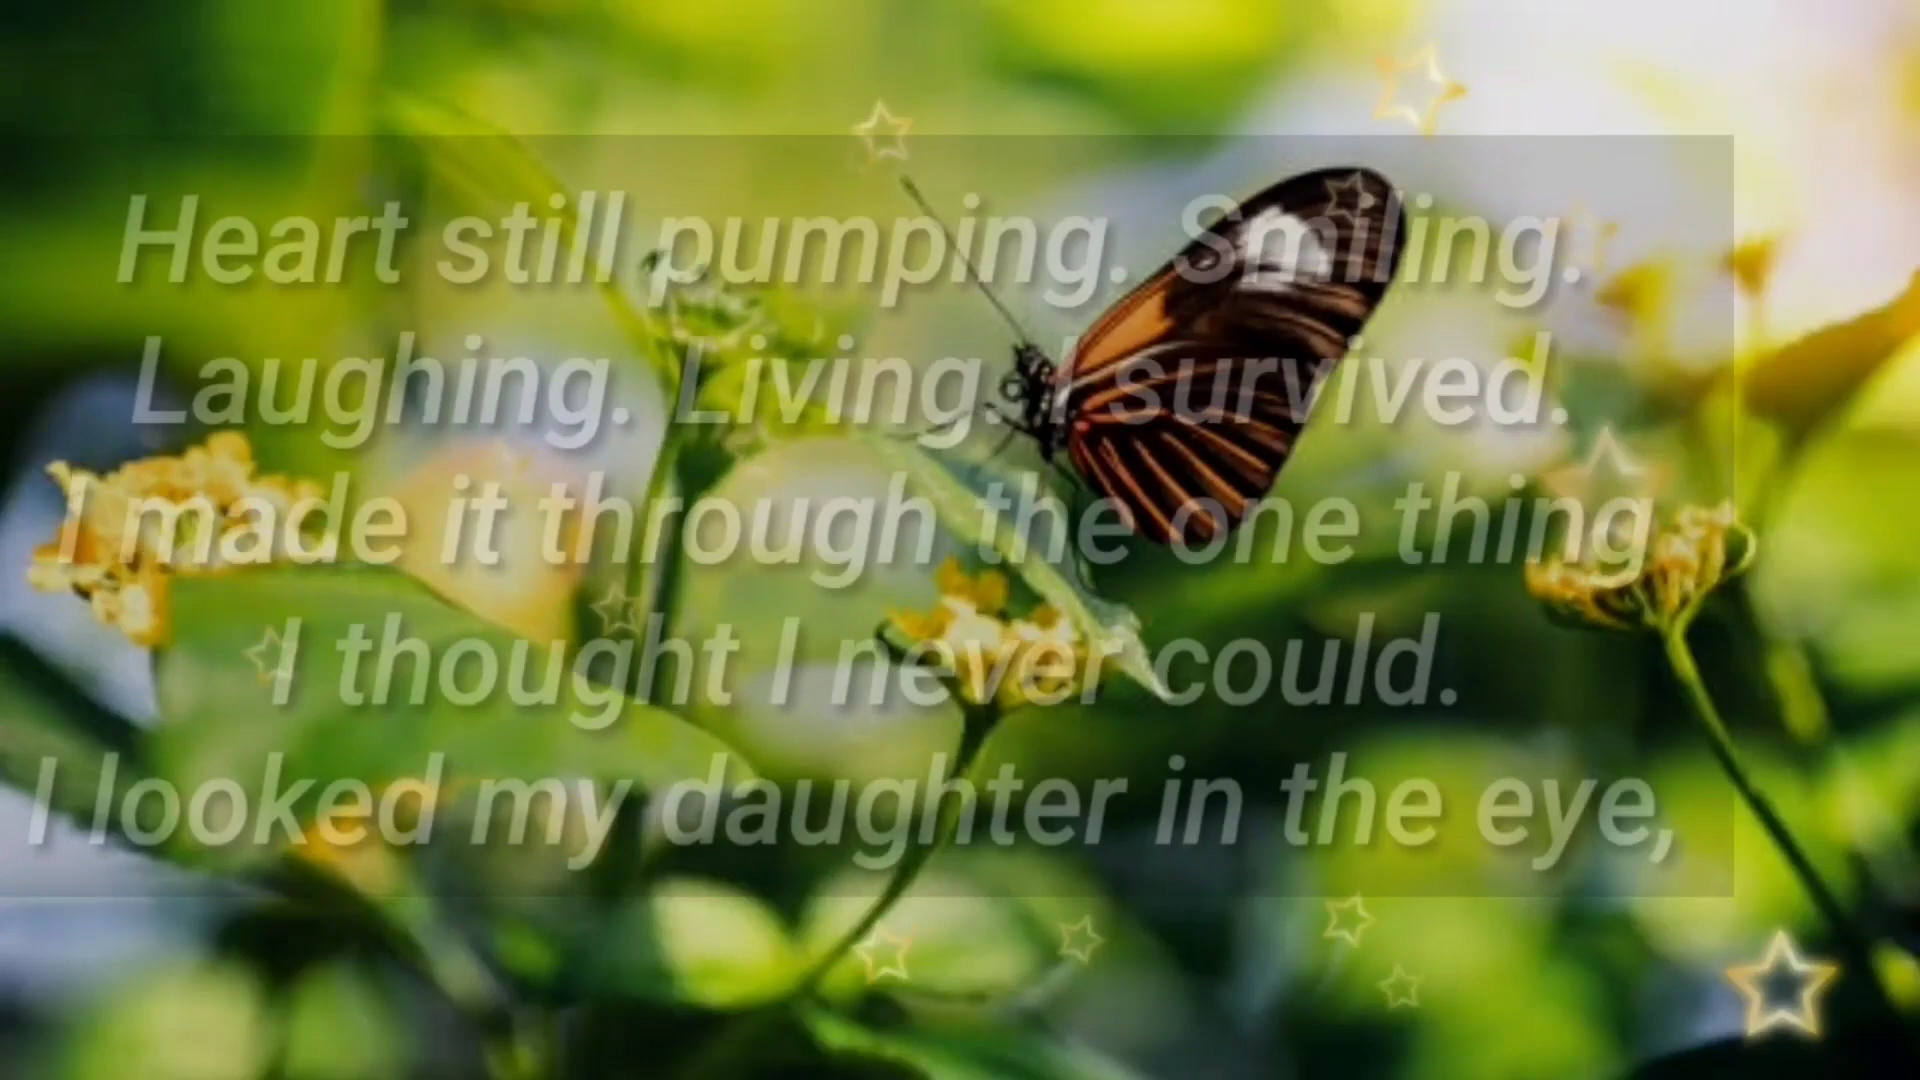 Heart still pumping. Smiling.
Laughing. Living. I survived.
I made it through the one thing
I thought I never could.
I looked my daughter in the eye,